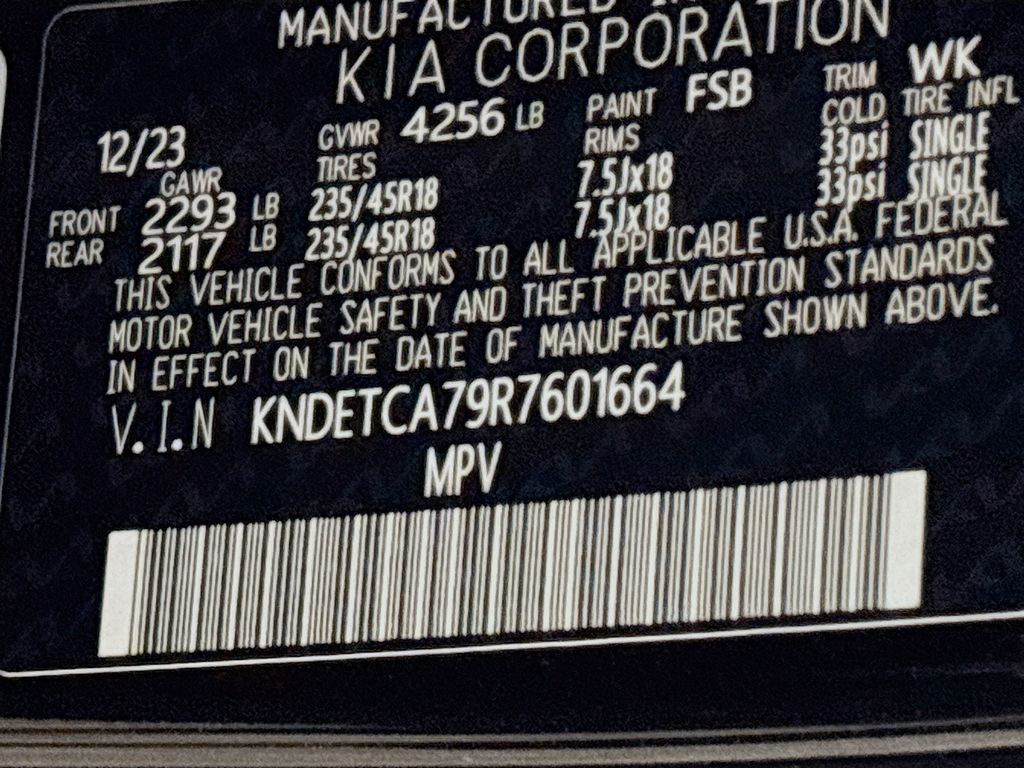 MANUFACTURED
KIA CORPORATION
12/23 GVWR 4256 LB PAINT FSB TRIM WK
GAWR TIRES RIMS COLD TIRE INFL
FRONT 2293 LB 235/45R18 7.5Jx18 33psi SINGLE
REAR 2117 LB 235/45R18 7.5Jx18 33psi SINGLE
THIS VEHICLE CONFORMS TO ALL APPLICABLE U.S.A. FEDERAL
MOTOR VEHICLE SAFETY AND THEFT PREVENTION STANDARDS
IN EFFECT ON THE DATE OF MANUFACTURE SHOWN ABOVE.
V.I.N KNDETCA79R7601664
MPV